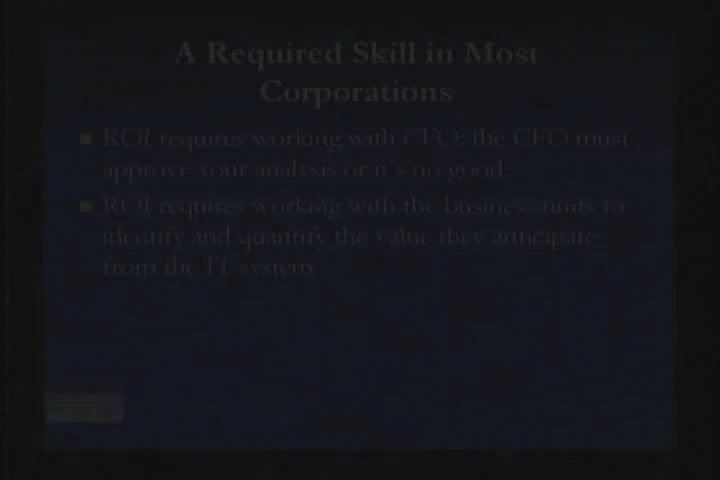 A Required Skill in Most
Corporations
ROI requires working with CFO: the CFO must
approve your analysis or it's no good
ROI requires working with the business units to
identify and quantify the value they anticipate
from the IT system